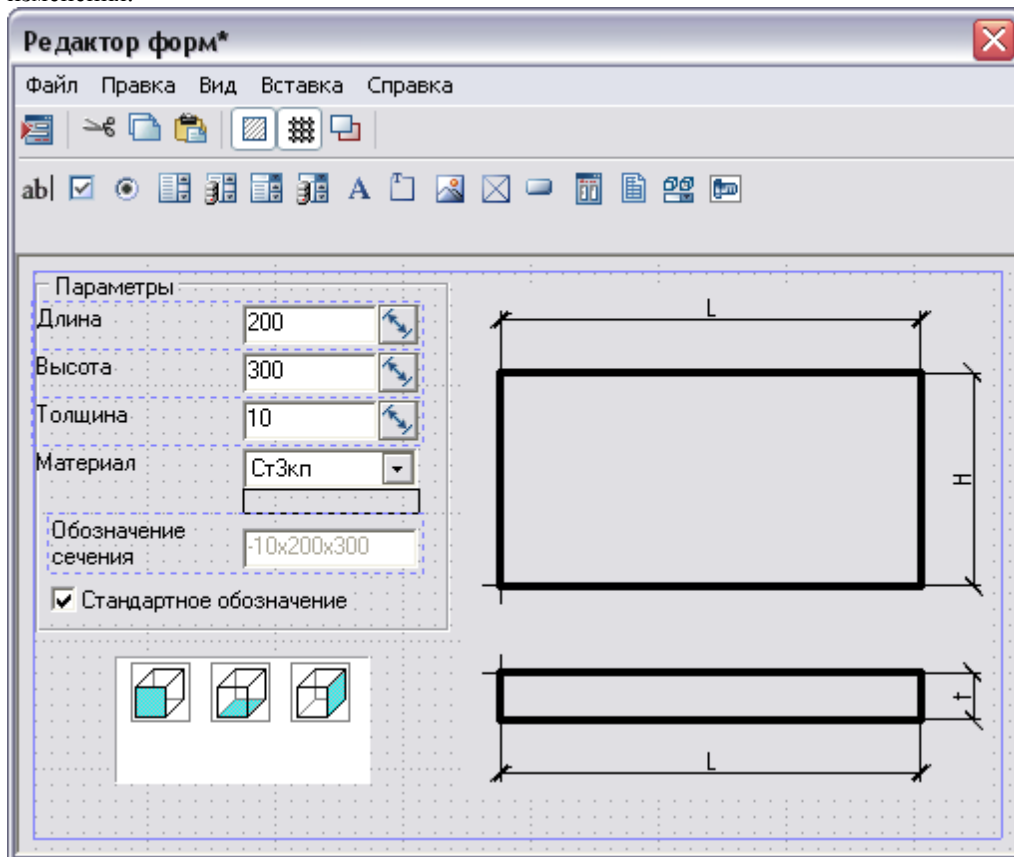 Редактор форм*
Файл Правка Вид Вставка Справка
ab|
A
Параметры
Длина 200
Высота 300
Толщина 10
Материал Ст3кп
Обозначение
сечения
-10x200x300
Стандартное обозначение
L
H
t
L